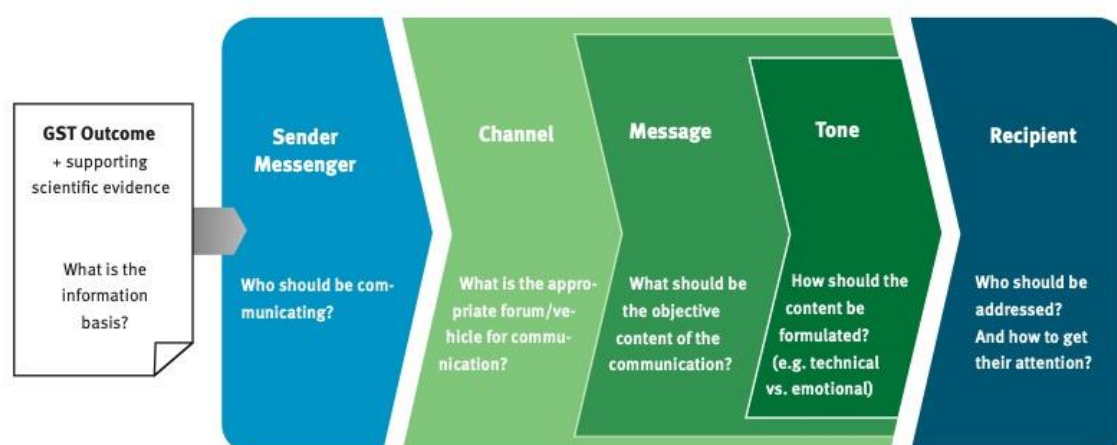 GST Outcome
+ supporting
scientific evidence
What is the
information
basis?
Sender
Messenger
Who should be com-
municating?
Channel
What is the appro-
priate forum/ve-
hicle for commu-
nication?
Message
What should be
the objective
content of the
communication?
Tone
How should the
content be
formulated?
(e.g. technical
vs. emotional)
Recipient
Who should be
addressed?
And how to get
their attention?